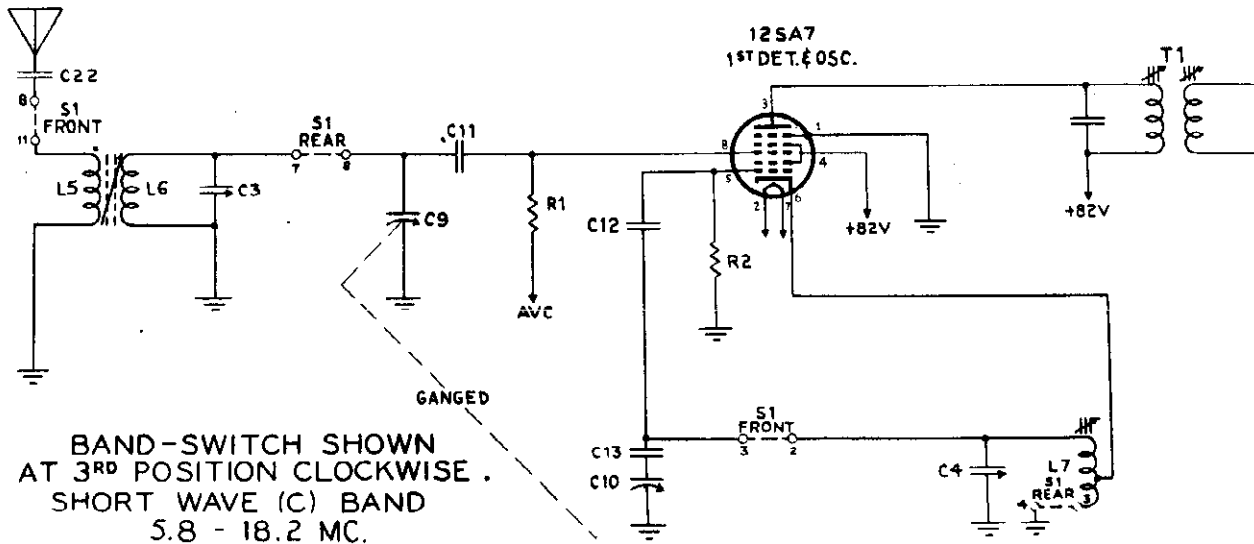 12SA7
1ST DET.& OSC.
T1
C22
8
S1
FRONT
11
L5
L6
C3
S1
REAR
7
8
C9
C11
R1
AVC
3
1
8
4
5
2
7
6
+82V
+82V
C12
R2
GANGED
C13
C10
S1
FRONT
3
2
C4
L7
S1
REAR
4
3
BAND-SWITCH SHOWN
AT 3RD POSITION CLOCKWISE.
SHORT WAVE (C) BAND
5.8 - 18.2 MC.